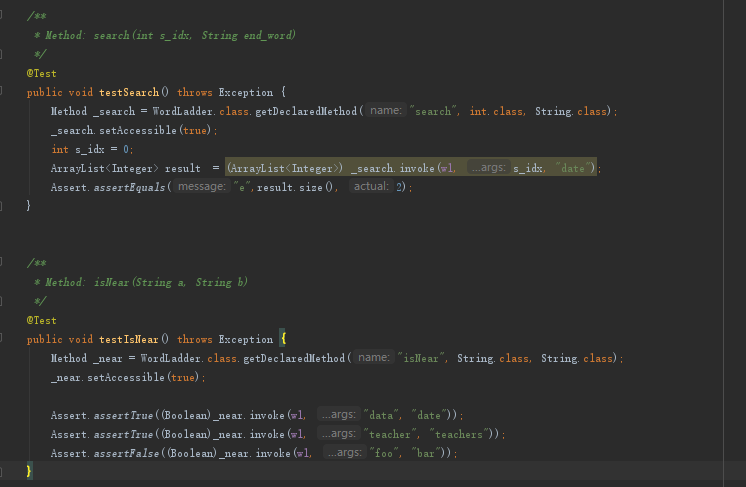 /**
 * Method: search(int s_idx, String end_word)
 */
@Test
public void testSearch() throws Exception {
    Method _search = WordLadder.class.getDeclaredMethod( name: "search", int.class, String.class);
    _search.setAccessible(true);
    int s_idx = 0;
    ArrayList<Integer> result  = (ArrayList<Integer>) _search.invoke(wl, ...args: s_idx, "date");
    Assert.assertEquals( message: "e",result.size(), actual: 2);
}
/**
 * Method: isNear(String a, String b)
 */
@Test
public void testIsNear() throws Exception {
    Method _near = WordLadder.class.getDeclaredMethod( name: "isNear", String.class, String.class);
    _near.setAccessible(true);
    Assert.assertTrue((Boolean)_near.invoke(wl, ...args: "data", "date"));
    Assert.assertTrue((Boolean)_near.invoke(wl, ...args: "teacher", "teachers"));
    Assert.assertFalse((Boolean)_near.invoke(wl, ...args: "foo", "bar"));
}